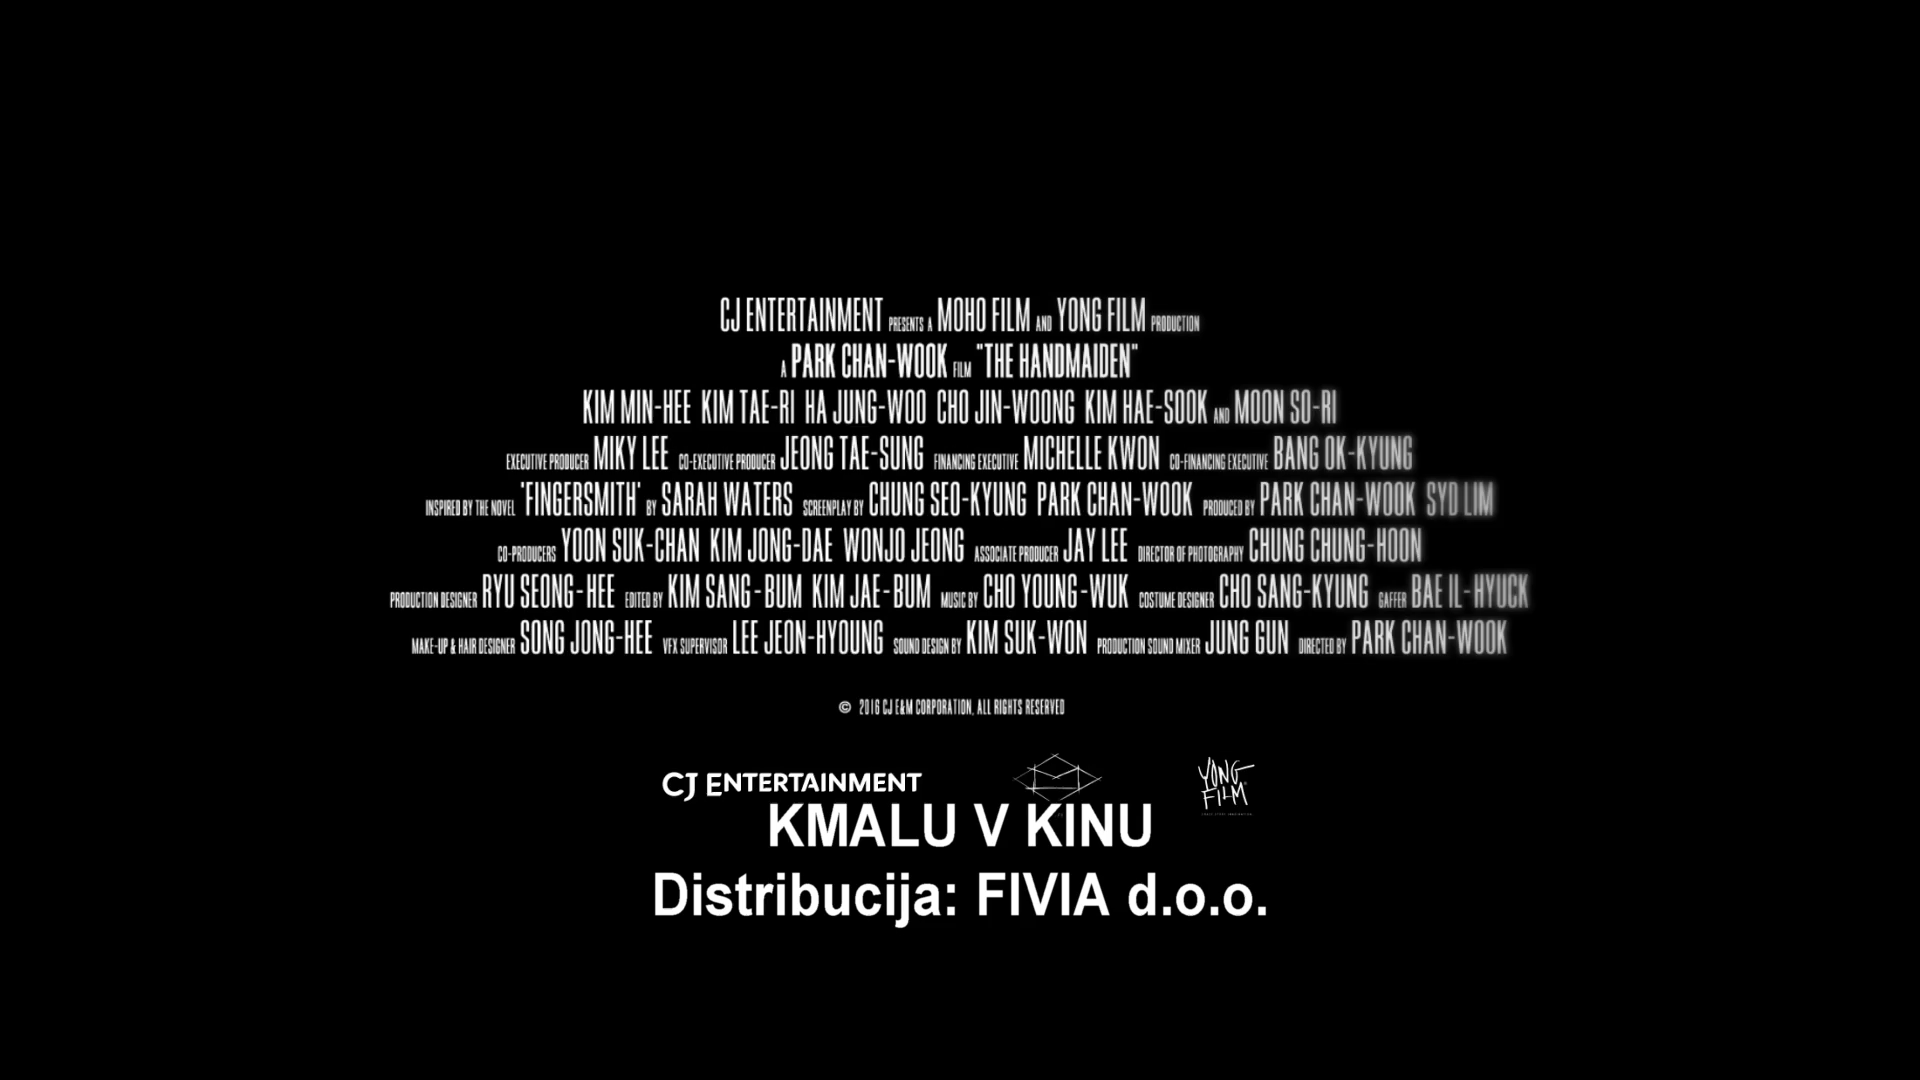 CJ ENTERTAINMENT PRESENTS A MOHO FILM AND YONG FILM PRODUCTION
A PARK CHAN-WOOK FILM "THE HANDMAIDEN"
KIM MIN-HEE KIM TAE-RI HA JUNG-WOO CHO JIN-WOONG KIM HAE-SOOK AND MOON SO-RI
EXECUTIVE PRODUCER MIKY LEE CO-EXECUTIVE PRODUCER JEONG TAE-SUNG FINANCING EXECUTIVE MICHELLE KWON CO-FINANCING EXECUTIVE BANG OK-KYUNG
INSPIRED BY THE NOVEL 'FINGERSMITH' BY SARAH WATERS SCREENPLAY BY CHUNG SEO-KYUNG PARK CHAN-WOOK PRODUCED BY PARK CHAN-WOOK SYD LIM
CO-PRODUCERS YOON SUK-CHAN KIM JONG-DAE WONJO JEONG ASSOCIATE PRODUCER JAY LEE DIRECTOR OF PHOTOGRAPHY CHUNG CHUNG-HOON
PRODUCTION DESIGNER RYU SEONG-HEE EDITED BY KIM SANG-BUM KIM JAE-BUM MUSIC BY CHO YOUNG-WUK COSTUME DESIGNER CHO SANG-KYUNG GAFFER BAE IL-HYUCK
MAKE-UP & HAIR DESIGNER SONG JONG-HEE VFX SUPERVISOR LEE JEON-HYOUNG SOUND DESIGN BY KIM SUK-WON PRODUCTION SOUND MIXER JUNG GUN DIRECTED BY PARK CHAN-WOOK
© 2016 CJ E&M CORPORATION, ALL RIGHTS RESERVED
CJ ENTERTAINMENT
YONG FILM
KMALU V KINU
Distribucija: FIVIA d.o.o.